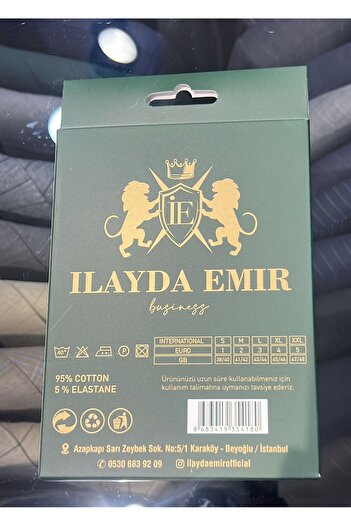 İE
ILAYDA EMIR
business
INTERNATIONAL S M L XL XXL
EURO 1 2 3 4 5
GB 38/40 41/42 43/44 45/46 47/48
95% COTTON
5 % ELASTANE
Ürününüzü uzun süre kullanabilmeniz için
kullanım talimatına uymanızı tavsiye ederiz.
8683419354180
Azapkapı Sarı Zeybek Sok. No:5/1 Karaköy - Beyoğlu / İstanbul
0530 683 92 09 ilaydaemirofficial